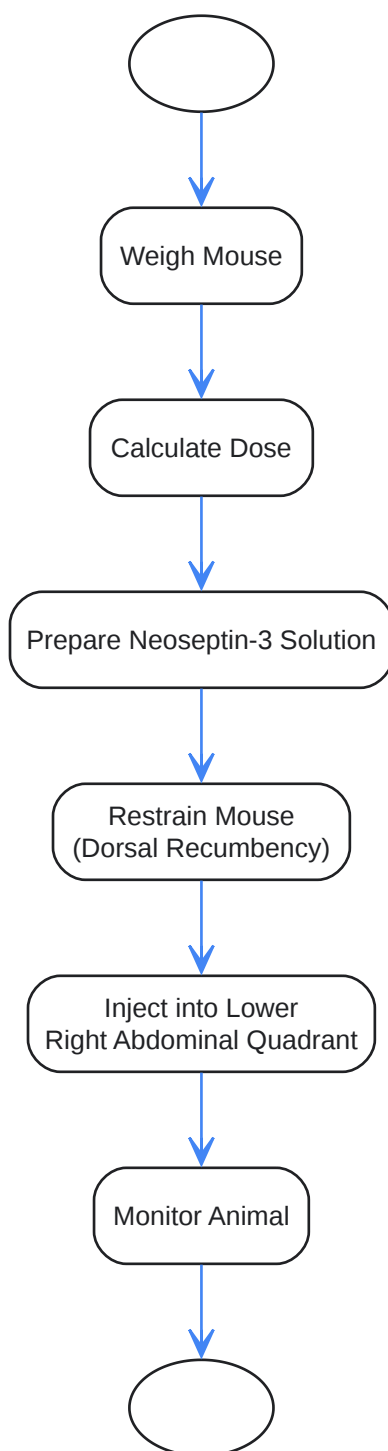 Weigh Mouse
Calculate Dose
Prepare Neoseptin-3 Solution
Restrain Mouse
(Dorsal Recumbency)
Inject into Lower
Right Abdominal Quadrant
Monitor Animal